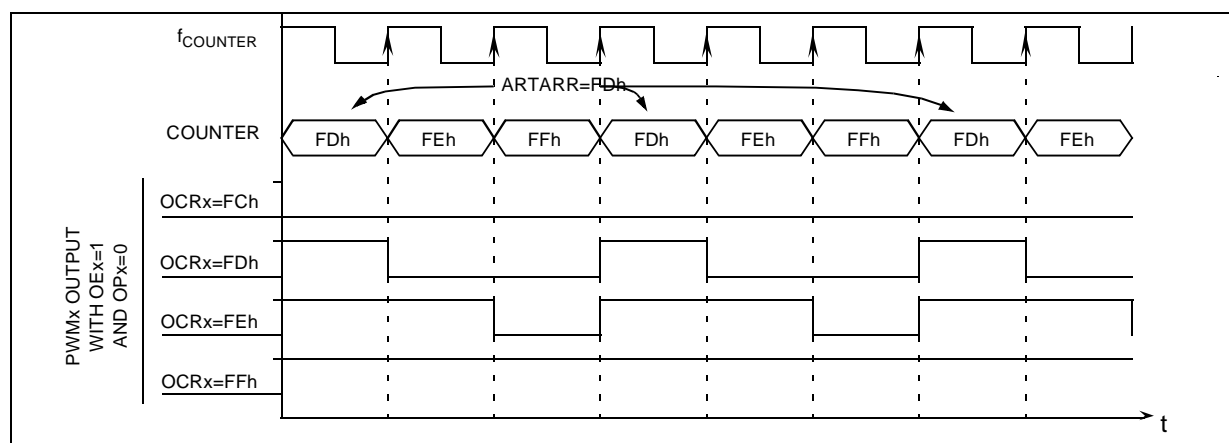 fCOUNTER
ARTARR=FDh
COUNTER
FDh FEh FFh FDh FEh FFh FDh FEh
PWMx OUTPUT
WITH OEx=1
AND OPx=0
OCRx=FCh
OCRx=FDh
OCRx=FEh
OCRx=FFh
t